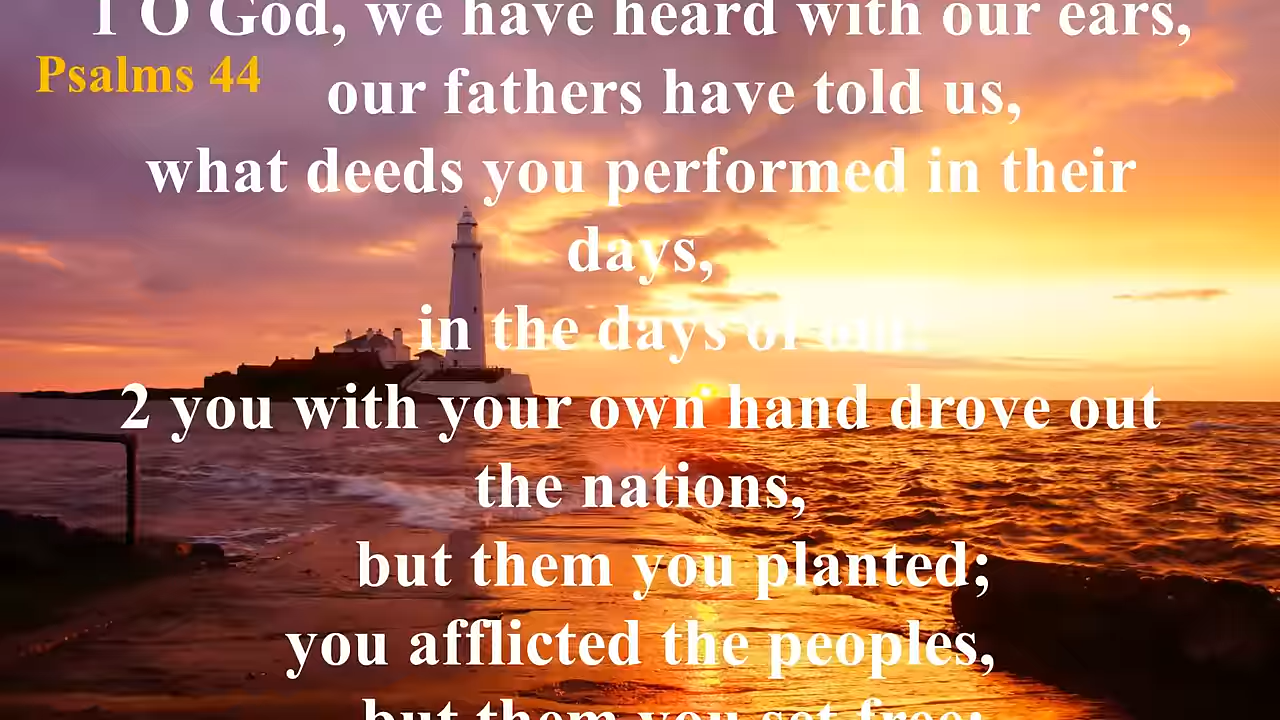 1 O God, we have heard with our ears,
Psalms 44
our fathers have told us,
what deeds you performed in their
days,
in the days of
2 you with your own hand drove out
the nations,
but them you planted;
you afflicted the peoples,
but them you set free;